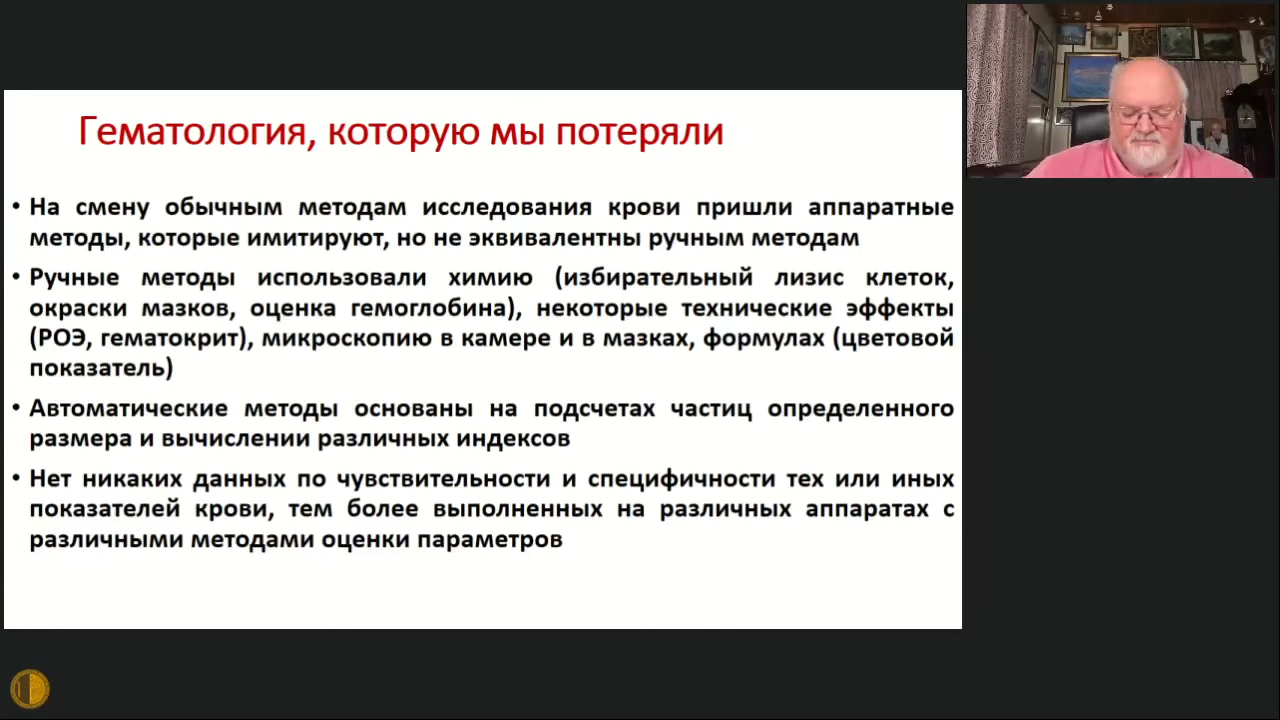 Гематология, которую мы потеряли
• На смену обычным методам исследования крови пришли аппаратные
методы, которые имитируют, но не эквивалентны ручным методам
• Ручные методы использовали химию (избирательный лизис клеток,
окраски мазков, оценка гемоглобина), некоторые технические эффекты
(РОЭ, гематокрит), микроскопию в камере и в мазках, формулах (цветовой
показатель)
• Автоматические методы основаны на подсчетах частиц определенного
размера и вычислении различных индексов
• Нет никаких данных по чувствительности и специфичности тех или иных
показателей крови, тем более выполненных на различных аппаратах с
различными методами оценки параметров